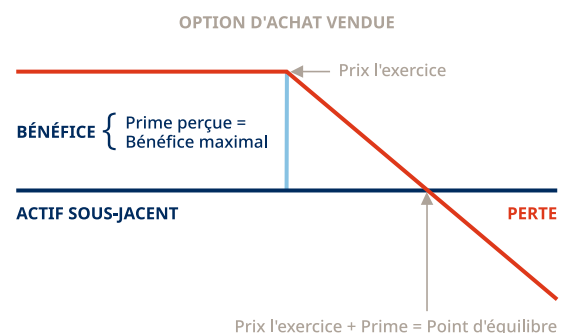 OPTION D'ACHAT VENDUE
Prix l'exercice
BÉNÉFICE { Prime perçue =
Bénéfice maximal
ACTIF SOUS-JACENT
PERTE
Prix l'exercice + Prime = Point d'équilibre